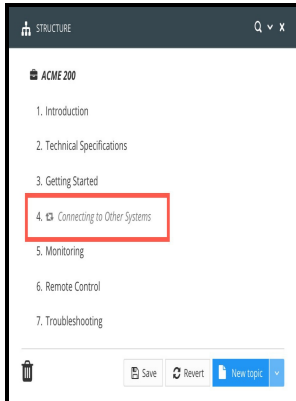 STRUCTURE
ACME 200
1. Introduction
2. Technical Specifications
3. Getting Started
4. Connecting to Other Systems
5. Monitoring
6. Remote Control
7. Troubleshooting
Save Revert New topic